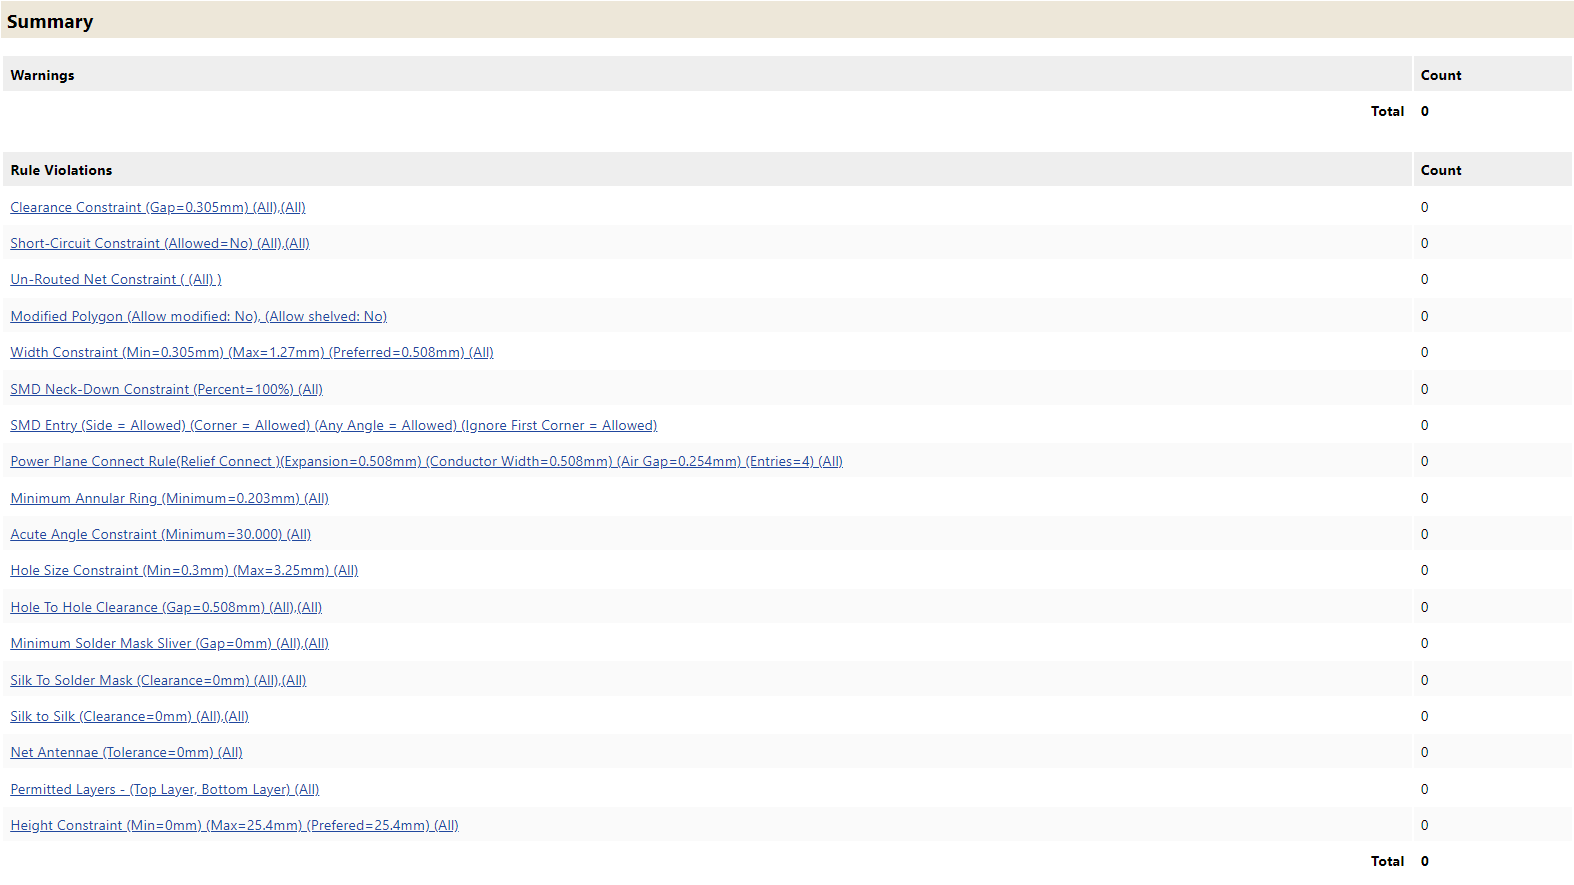 Summary
Warnings Count
Total 0
Rule Violations Count
Clearance Constraint (Gap=0.305mm) (All),(All) 0
Short-Circuit Constraint (Allowed=No) (All),(All) 0
Un-Routed Net Constraint ( (All) ) 0
Modified Polygon (Allow modified: No), (Allow shelved: No) 0
Width Constraint (Min=0.305mm) (Max=1.27mm) (Preferred=0.508mm) (All) 0
SMD Neck-Down Constraint (Percent=100%) (All) 0
SMD Entry (Side = Allowed) (Corner = Allowed) (Any Angle = Allowed) (Ignore First Corner = Allowed) 0
Power Plane Connect Rule(Relief Connect )(Expansion=0.508mm) (Conductor Width=0.508mm) (Air Gap=0.254mm) (Entries=4) (All) 0
Minimum Annular Ring (Minimum=0.203mm) (All) 0
Acute Angle Constraint (Minimum=30.000) (All) 0
Hole Size Constraint (Min=0.3mm) (Max=3.25mm) (All) 0
Hole To Hole Clearance (Gap=0.508mm) (All),(All) 0
Minimum Solder Mask Sliver (Gap=0mm) (All),(All) 0
Silk To Solder Mask (Clearance=0mm) (All),(All) 0
Silk to Silk (Clearance=0mm) (All),(All) 0
Net Antennae (Tolerance=0mm) (All) 0
Permitted Layers - (Top Layer, Bottom Layer) (All) 0
Height Constraint (Min=0mm) (Max=25.4mm) (Prefered=25.4mm) (All) 0
Total 0